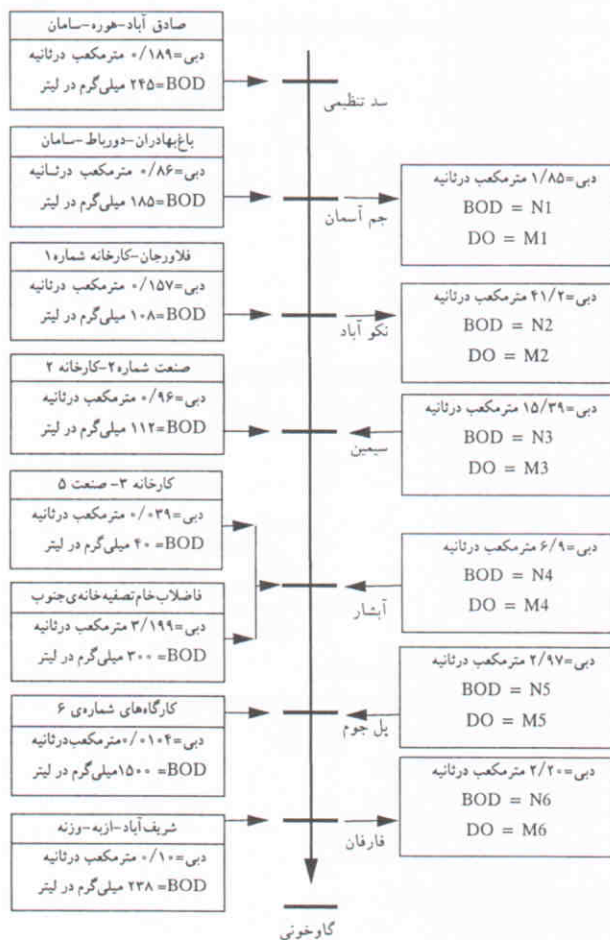 صادق آباد-هوره-سامان
دبی=۰/۱۸۹ مترمکعب درثانیه
BOD=۲۴۵ میلی‌گرم در لیتر
سد تنظیمی
باغ‌بهادران-دورباط-سامان
دبی=۰/۸۶ مترمکعب درثانیه
BOD=۱۸۵ میلی‌گرم در لیتر
جم آسمان
دبی=۱/۸۵ مترمکعب درثانیه
BOD = N1
DO = M1
فلاورجان-کارخانه شماره۱
دبی=۰/۱۵۷ مترمکعب درثانیه
BOD=۱۰۸ میلی‌گرم در لیتر
نکو آباد
دبی=۴۱/۲ مترمکعب درثانیه
BOD = N2
DO = M2
صنعت شماره۲-کارخانه ۲
دبی=۰/۹۶ مترمکعب درثانیه
BOD=۱۱۲ میلی‌گرم در لیتر
سیمین
دبی=۱۵/۳۹ مترمکعب درثانیه
BOD = N3
DO = M3
کارخانه ۳- صنعت ۵
دبی=۰/۰۳۹ مترمکعب درثانیه
BOD= ۴۰ میلی‌گرم در لیتر
فاضلاب‌خام‌تصفیه‌خانه‌ی‌جنوب
دبی=۳/۱۹۹ مترمکعب درثانیه
BOD= ۳۰۰ میلی‌گرم در لیتر
آبشار
دبی=۶/۹ مترمکعب درثانیه
BOD = N4
DO = M4
کارگاه‌های شماره‌ی ۶
دبی=۰/۰۱۰۴مترمکعب‌درثانیه
BOD=۱۵۰۰میلی‌گرم در لیتر
پل چوم
دبی=۲/۹۷ مترمکعب درثانیه
BOD = N5
DO = M5
شریف‌آباد-ازیه-وزنه
دبی=۰/۱۰ مترمکعب درثانیه
BOD= ۲۳۸ میلی‌گرم در لیتر
فارفان
دبی=۲/۲۰ مترمکعب درثانیه
BOD = N6
DO = M6
گاوخونی